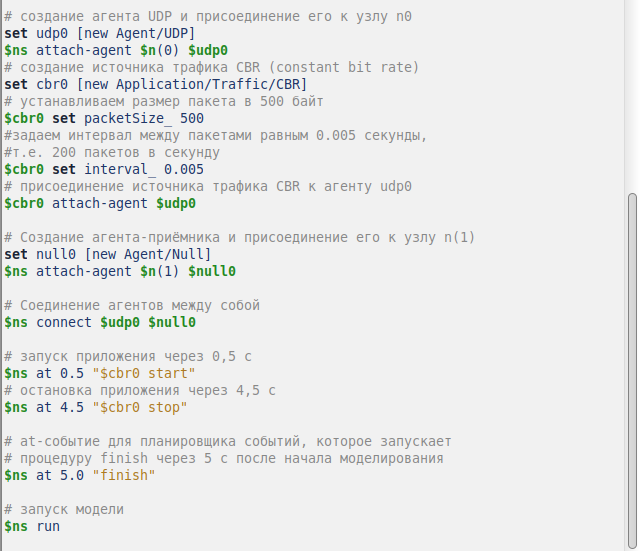 # создание агента UDP и присоединение его к узлу n0
set udp0 [new Agent/UDP]
$ns attach-agent $n(0) $udp0
# создание источника трафика CBR (constant bit rate)
set cbr0 [new Application/Traffic/CBR]
# устанавливаем размер пакета в 500 байт
$cbr0 set packetSize_ 500
#задаем интервал между пакетами равным 0.005 секунды,
#т.е. 200 пакетов в секунду
$cbr0 set interval_ 0.005
# присоединение источника трафика CBR к агенту udp0
$cbr0 attach-agent $udp0
# Создание агента-приёмника и присоединение его к узлу n(1)
set null0 [new Agent/Null]
$ns attach-agent $n(1) $null0
# Соединение агентов между собой
$ns connect $udp0 $null0
# запуск приложения через 0,5 с
$ns at 0.5 "$cbr0 start"
# остановка приложения через 4,5 с
$ns at 4.5 "$cbr0 stop"
# at-событие для планировщика событий, которое запускает
# процедуру finish через 5 с после начала моделирования
$ns at 5.0 "finish"
# запуск модели
$ns run